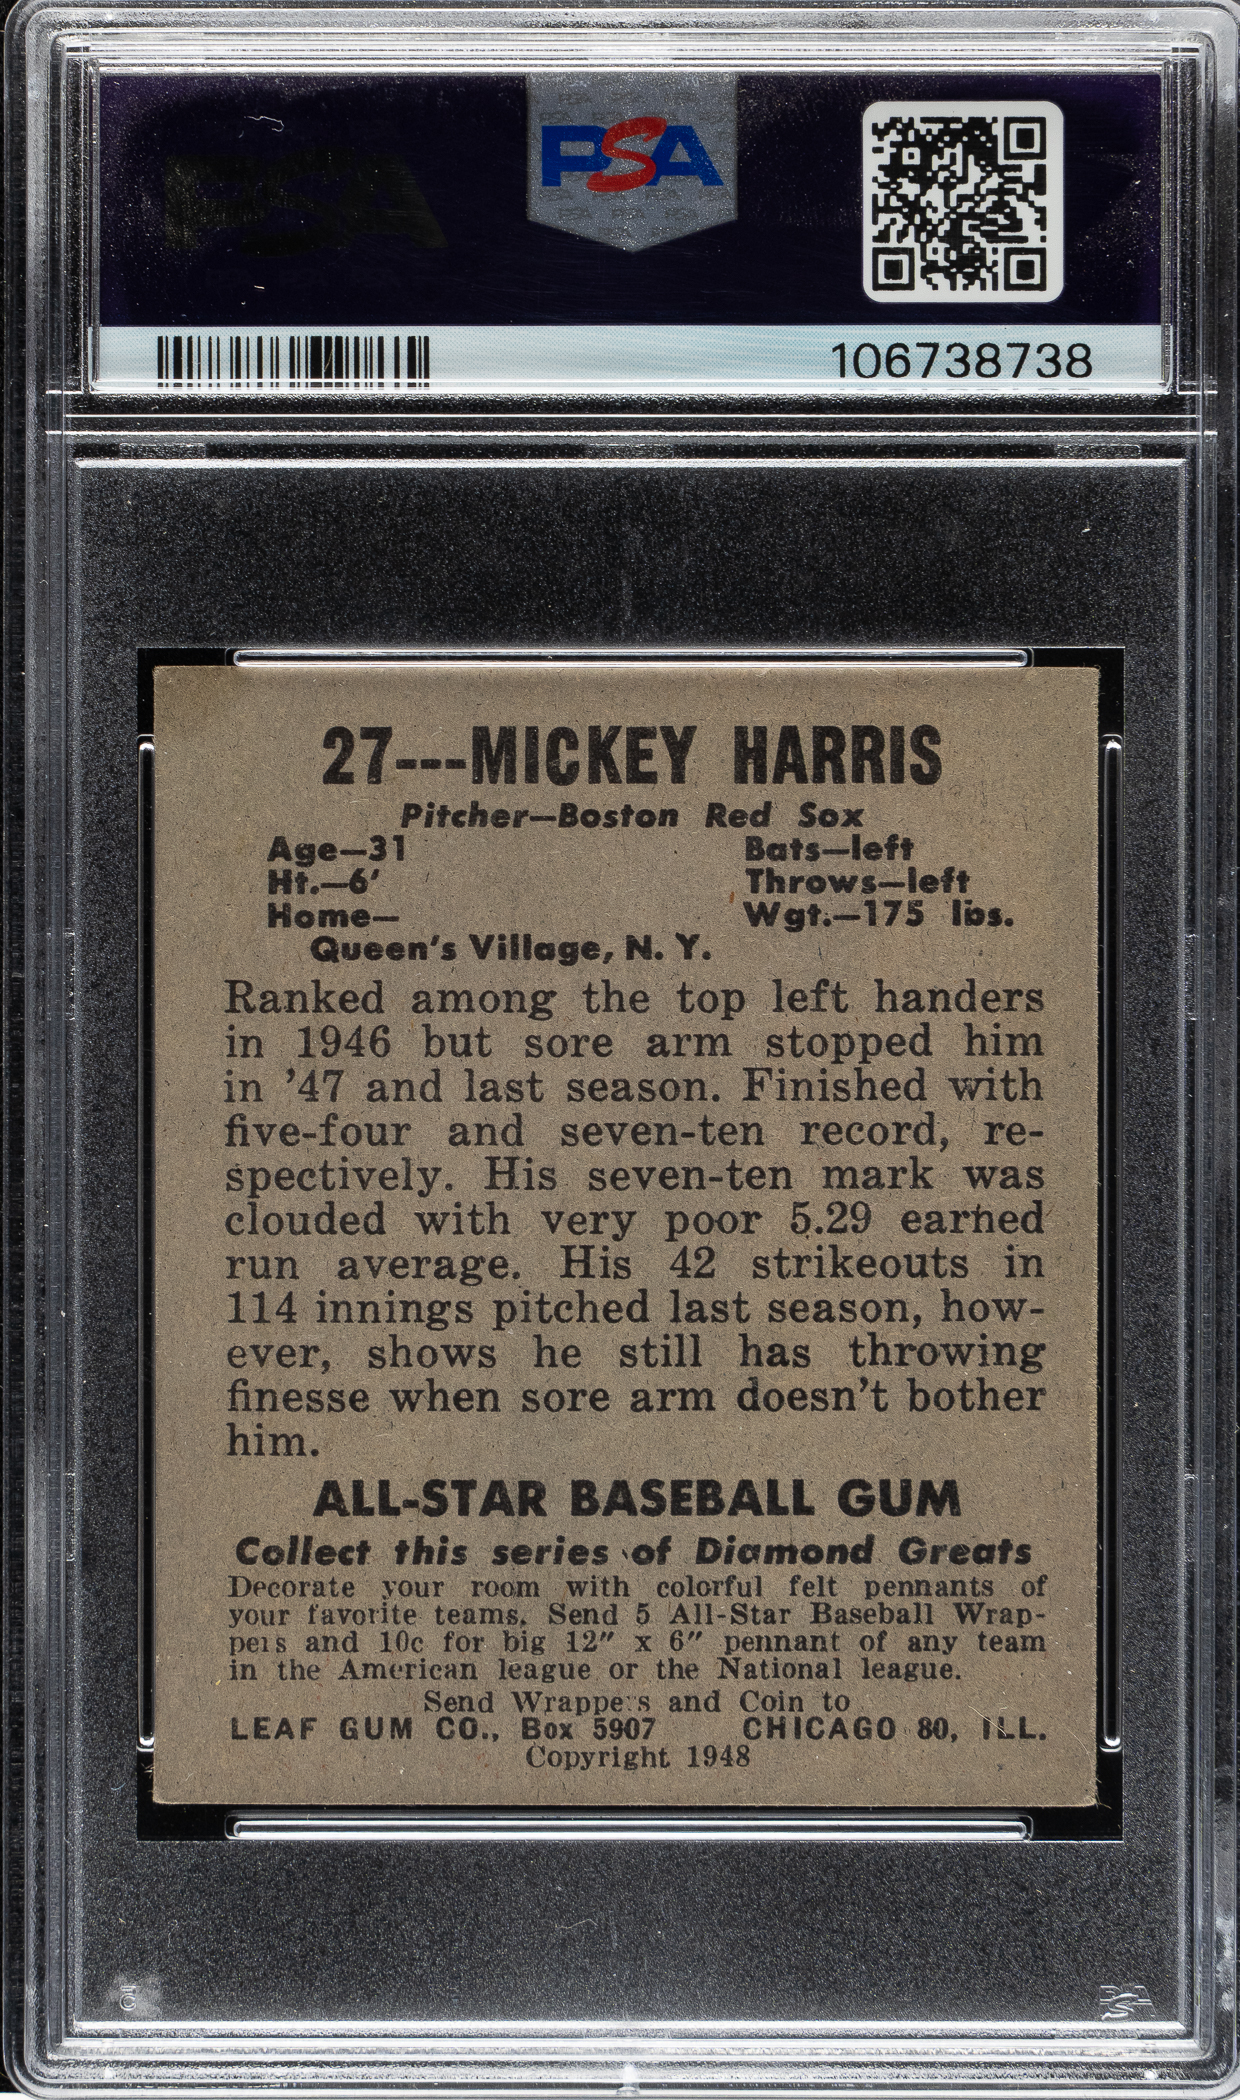 PSA
106738738
27---MICKEY HARRIS
Pitcher—Boston Red Sox
Age—31 Bats—left
Ht.—6' Throws—left
Home— Wgt.—175 lbs.
Queen's Village, N. Y.
Ranked among the top left handers
in 1946 but sore arm stopped him
in '47 and last season. Finished with
five-four and seven-ten record, re-
spectively. His seven-ten mark was
clouded with very poor 5.29 earned
run average. His 42 strikeouts in
114 innings pitched last season, how-
ever, shows he still has throwing
finesse when sore arm doesn't bother
him.
ALL-STAR BASEBALL GUM
Collect this series of Diamond Greats
Decorate your room with colorful felt pennants of
your favorite teams. Send 5 All-Star Baseball Wrap-
pers and 10c for big 12" x 6" pennant of any team
in the American league or the National league.
Send Wrappers and Coin to
LEAF GUM CO., Box 5907 CHICAGO 80, ILL.
Copyright 1948
PSA